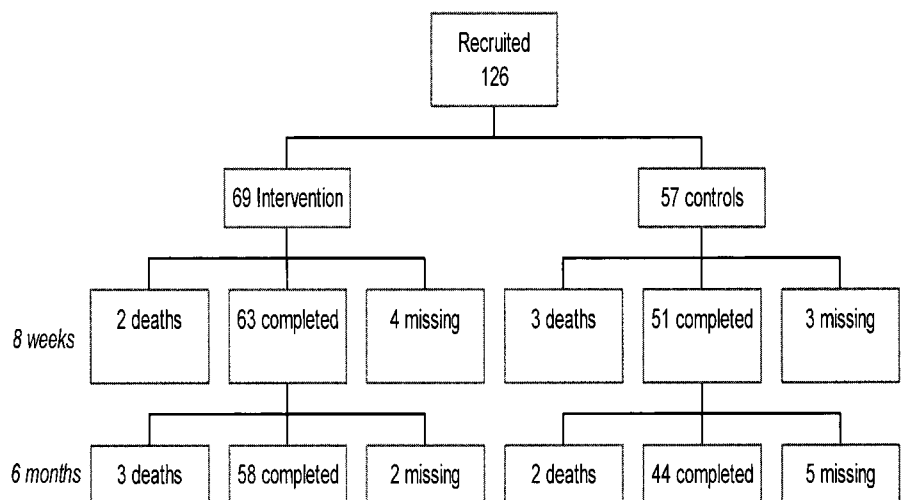 Recruited
126
69 Intervention
57 controls
8 weeks
2 deaths
63 completed
4 missing
3 deaths
51 completed
3 missing
6 months
3 deaths
58 completed
2 missing
2 deaths
44 completed
5 missing